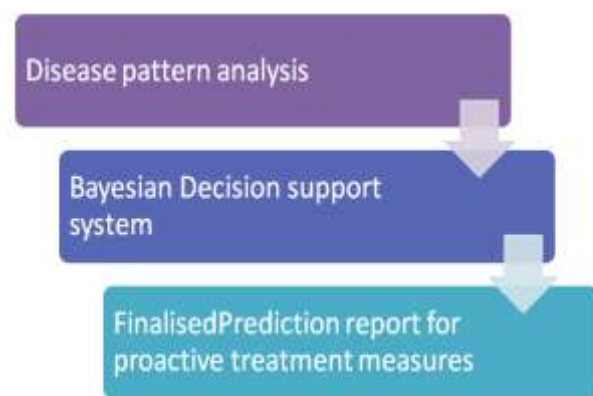 Disease pattern analysis
Bayesian Decision support
system
FinalisedPrediction report for
proactive treatment measures